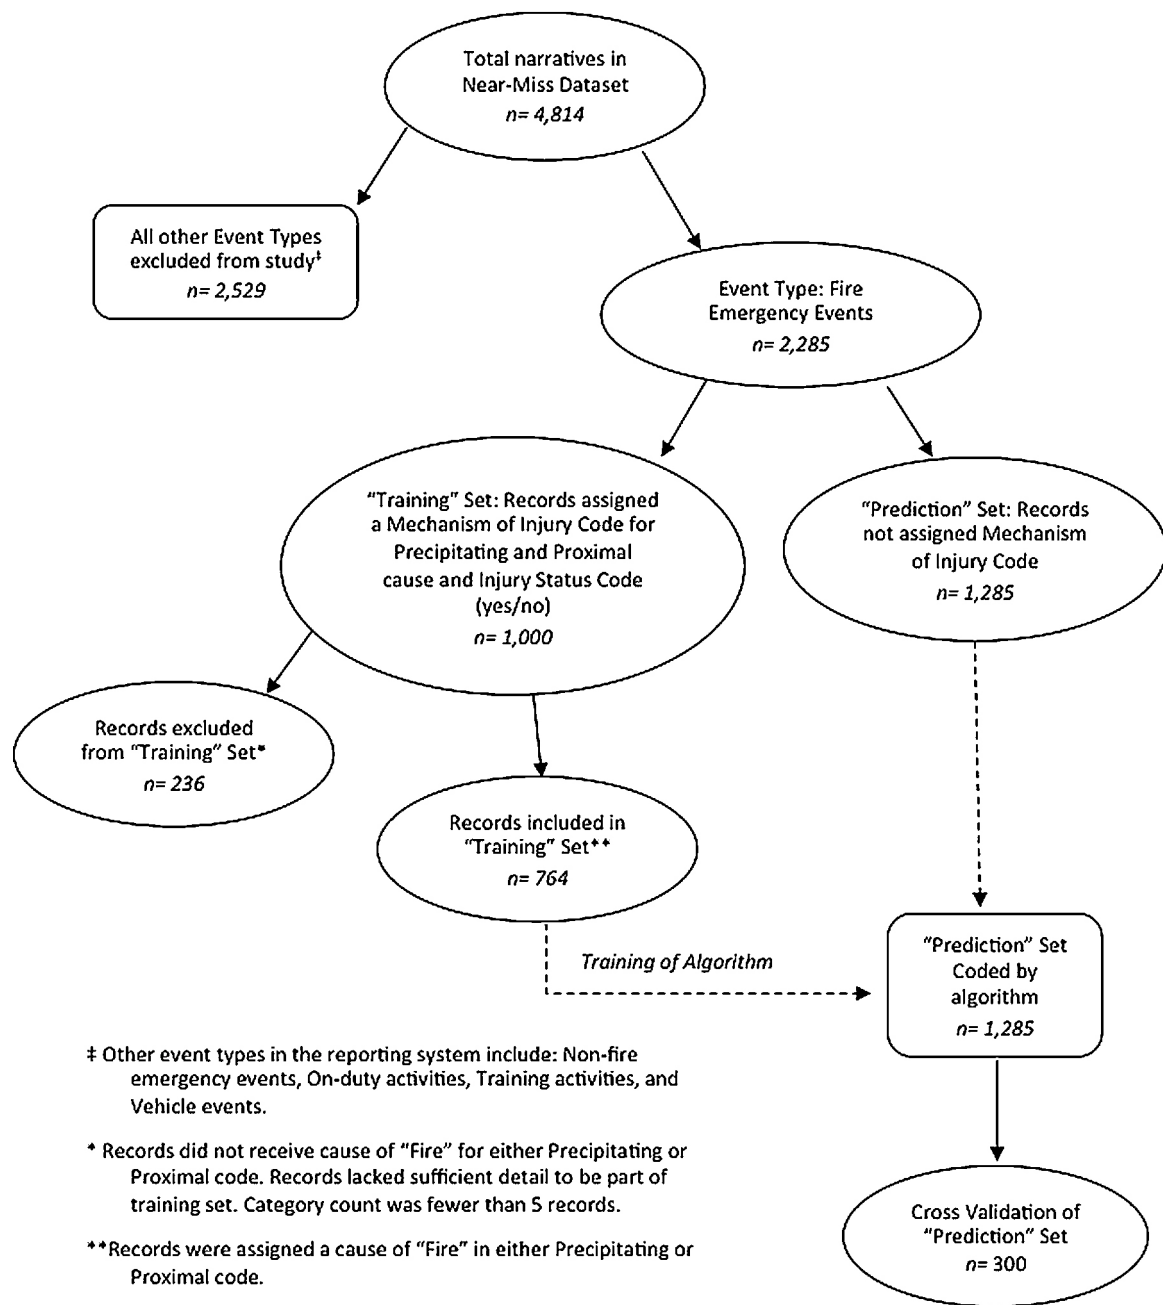 Total narratives in
Near-Miss Dataset
n= 4,814
All other Event Types
excluded from study‡
n= 2,529
Event Type: Fire
Emergency Events
n= 2,285
“Training” Set: Records assigned
a Mechanism of Injury Code for
Precipitating and Proximal
cause and Injury Status Code
(yes/no)
n= 1,000
“Prediction” Set: Records
not assigned Mechanism
of Injury Code
n= 1,285
Records excluded
from “Training” Set*
n= 236
Records included in
“Training” Set**
n= 764
Training of Algorithm
“Prediction” Set
Coded by
algorithm
n= 1,285
‡ Other event types in the reporting system include: Non-fire
emergency events, On-duty activities, Training activities, and
Vehicle events.
* Records did not receive cause of “Fire” for either Precipitating or
Proximal code. Records lacked sufficient detail to be part of
training set. Category count was fewer than 5 records.
**Records were assigned a cause of “Fire” in either Precipitating or
Proximal code.
Cross Validation of
“Prediction” Set
n= 300